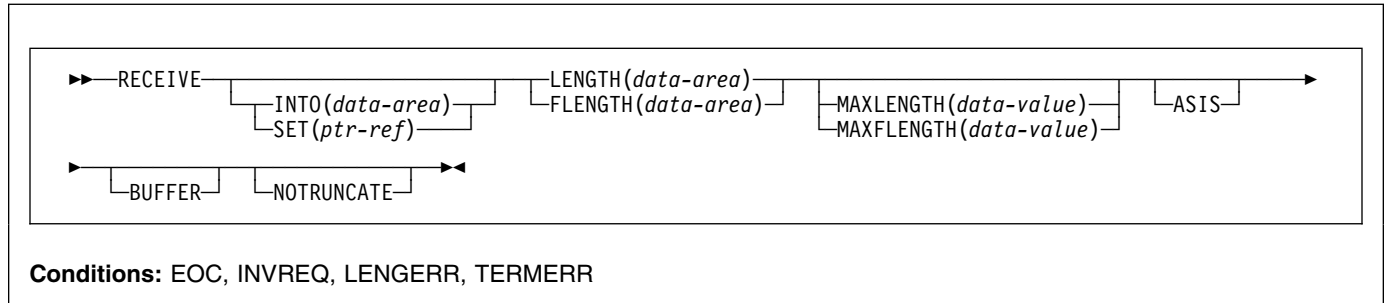 ►►──RECEIVE──┬─────────────────────┬──┬─LENGTH(data-area)──┬──┬────────────────────────┬──┬──────┬──►
├─INTO(data-area)─┤ └─FLENGTH(data-area)─┘ ├─MAXLENGTH(data-value)──┤ └─ASIS─┘
└─SET(ptr-ref)────┘ └─MAXFLENGTH(data-value)─┘
►──┬────────┬──┬────────────┬──►◄
└─BUFFER─┘ └─NOTRUNCATE─┘
Conditions: EOC, INVREQ, LENGERR, TERMERR